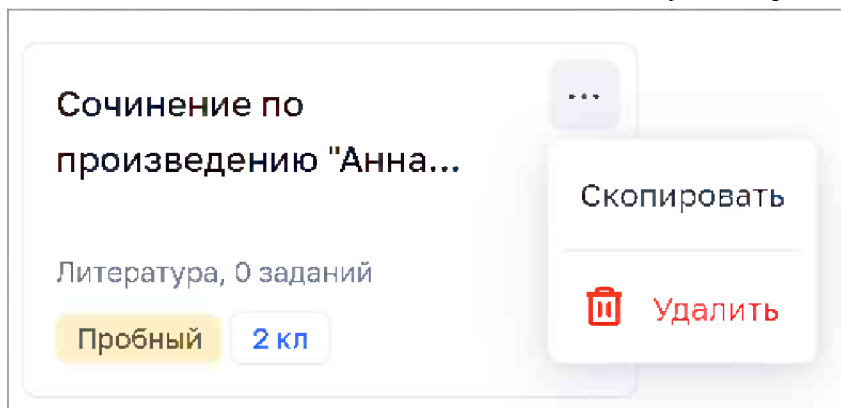 Сочинение по
произведению "Анна...
...
Скопировать
Литература, 0 заданий
Удалить
Пробный
2 кл